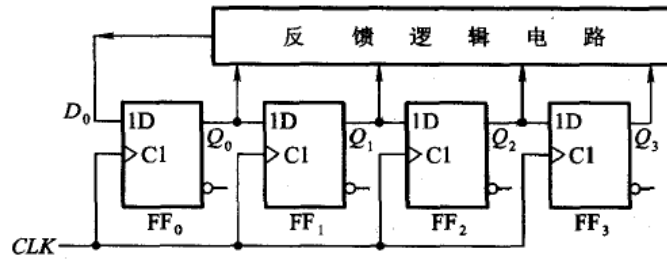 反馈逻辑电路
D₀ 1D Q₀ 1D Q₁ 1D Q₂ 1D Q₃
C1 C1 C1 C1
FF₀ FF₁ FF₂ FF₃
CLK